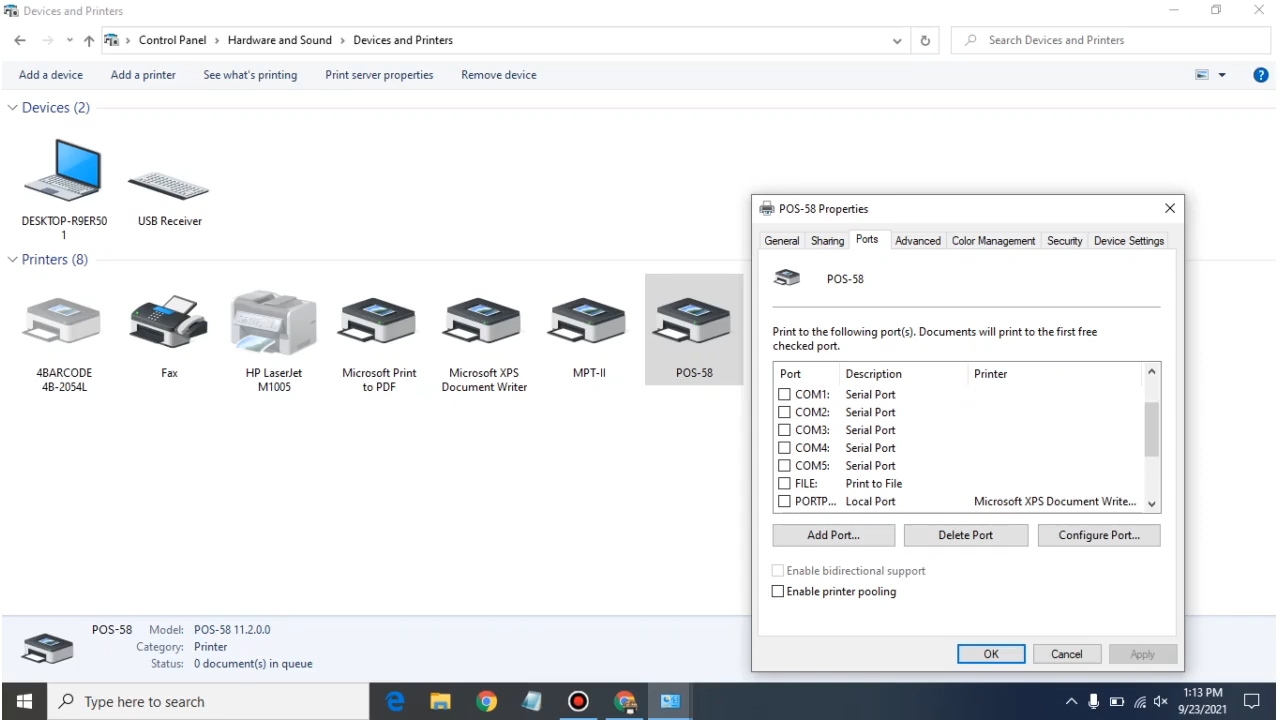 Devices and Printers
Control Panel > Hardware and Sound > Devices and Printers
Search Devices and Printers
Add a device Add a printer See what's printing Print server properties Remove device
Devices (2)
DESKTOP-R9ER50
1
USB Receiver
Printers (8)
4BARCODE
4B-2054L
Fax
HP LaserJet
M1005
Microsoft Print
to PDF
Microsoft XPS
Document Writer
MPT-II
POS-58
POS-58 Properties
General Sharing Ports Advanced Color Management Security Device Settings
POS-58
Print to the following port(s). Documents will print to the first free
checked port.
Port Description Printer
COM1: Serial Port
COM2: Serial Port
COM3: Serial Port
COM4: Serial Port
COM5: Serial Port
FILE: Print to File
PORTP... Local Port Microsoft XPS Document Write...
Add Port... Delete Port Configure Port...
Enable bidirectional support
Enable printer pooling
OK Cancel Apply
POS-58 Model: POS-58 11.2.0.0
Category: Printer
Status: 0 document(s) in queue
Type here to search
1:13 PM
9/23/2021